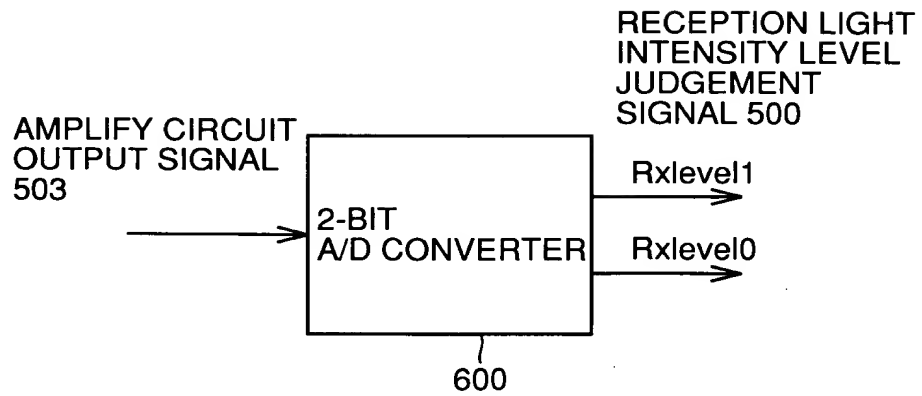 RECEPTION LIGHT
INTENSITY LEVEL
JUDGEMENT
SIGNAL 500
AMPLIFY CIRCUIT
OUTPUT SIGNAL
503
Rxlevel1
2-BIT
A/D CONVERTER
Rxlevel0
600